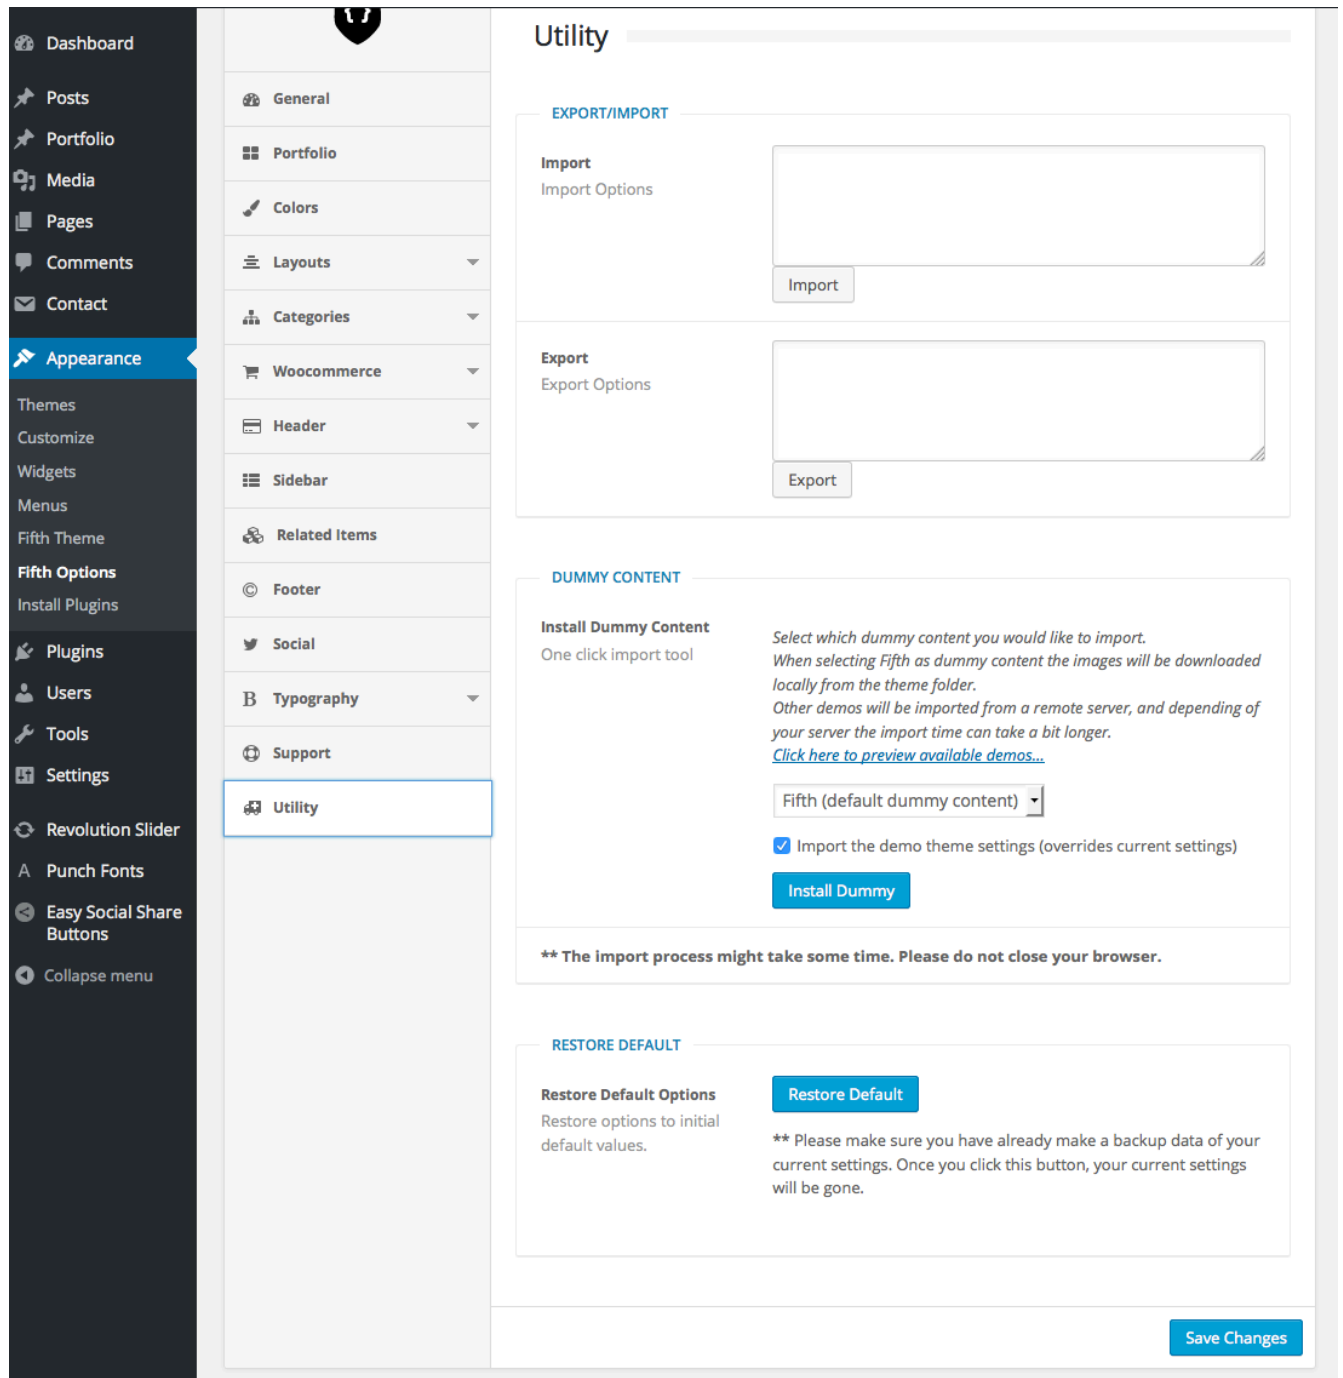 Dashboard
Posts
Portfolio
Media
Pages
Comments
Contact
Appearance
Themes
Customize
Widgets
Menus
Fifth Theme
Fifth Options
Install Plugins
Plugins
Users
Tools
Settings
Revolution Slider
A Punch Fonts
Easy Social Share
Buttons
Collapse menu
{ }
General
Portfolio
Colors
Layouts
Categories
Woocommerce
Header
Sidebar
Related Items
© Footer
Social
B Typography
Support
Utility
Utility
EXPORT/IMPORT
Import
Import Options
Import
Export
Export Options
Export
DUMMY CONTENT
Install Dummy Content
One click import tool
Select which dummy content you would like to import.
When selecting Fifth as dummy content the images will be downloaded
locally from the theme folder.
Other demos will be imported from a remote server, and depending of
your server the import time can take a bit longer.
Click here to preview available demos...
Fifth (default dummy content)
Import the demo theme settings (overrides current settings)
Install Dummy
** The import process might take some time. Please do not close your browser.
RESTORE DEFAULT
Restore Default Options
Restore options to initial
default values.
Restore Default
** Please make sure you have already make a backup data of your
current settings. Once you click this button, your current settings
will be gone.
Save Changes